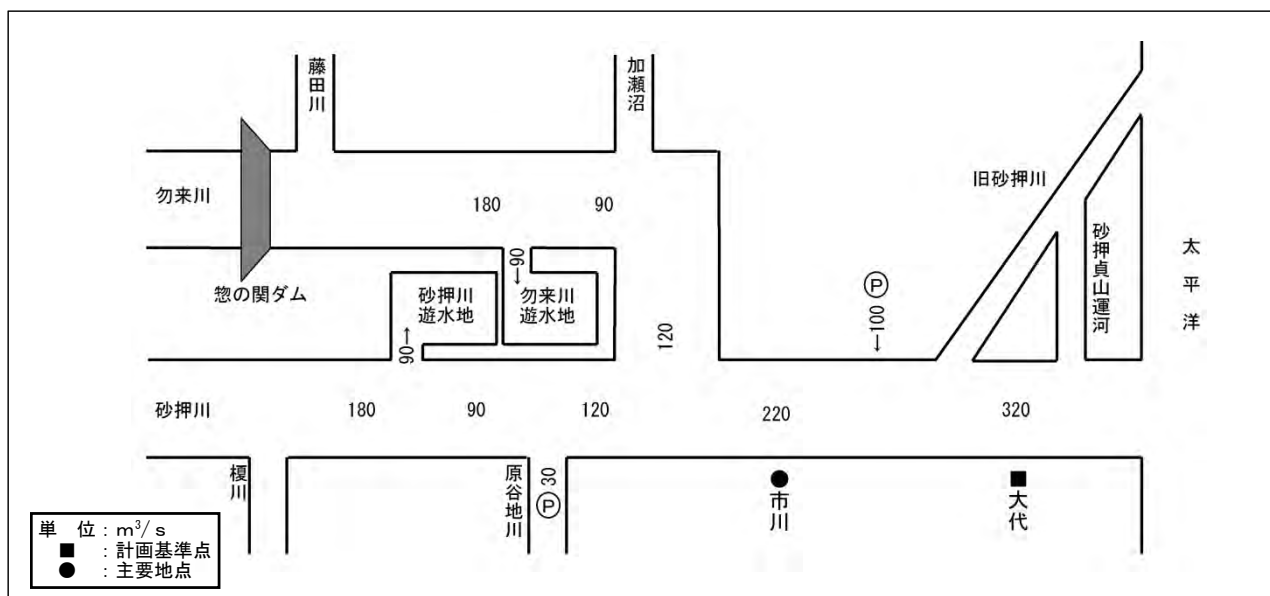 藤田川
加瀬沼
勿来川
180
90
旧砂押川
砂押貞山運河
太平洋
惣の関ダム
砂押川
遊水地
90→
勿来川
遊水地
←90
120
Ⓟ
←100
砂押川
180
90
120
220
320
榎川
原谷地川
30
Ⓟ
市川
大代
単 位:m³/s
■ :計画基準点
● :主要地点